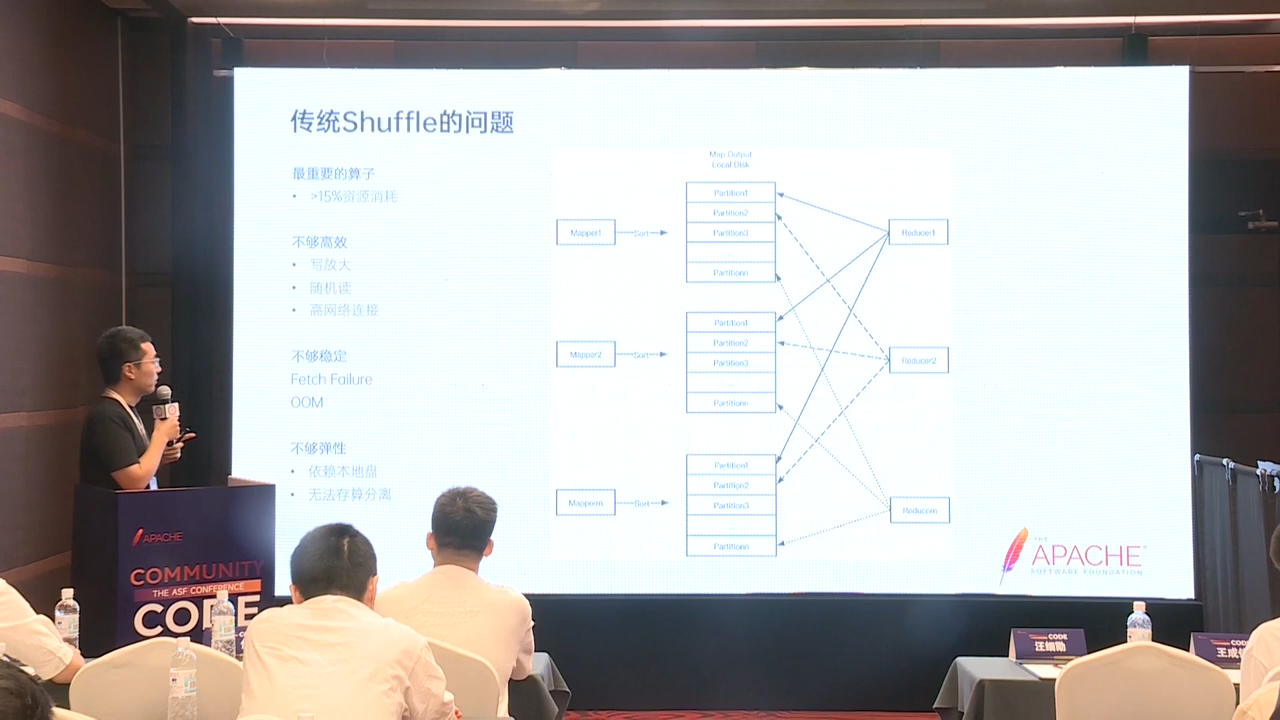 传统Shuffle的问题
最重要的算子
• >15%资源消耗
不够高效
• 写放大
• 随机读
• 高网络连接
不够稳定
Fetch Failure
OOM
不够弹性
• 依赖本地盘
• 无法存算分离
Map Output
Local Disk
Mapper1
Sort
Partition1
Partition2
Partition3
...
Partitionn
Reducer1
Mapper2
Sort
Partition1
Partition2
Partition3
...
Partitionn
Reducer2
Mapperm
Sort
Partition1
Partition2
Partition3
...
Partitionn
Reducern
THE
APACHE
SOFTWARE FOUNDATION
APACHE
COMMUNITY
THE ASF CONFERENCE
CODE
CODE